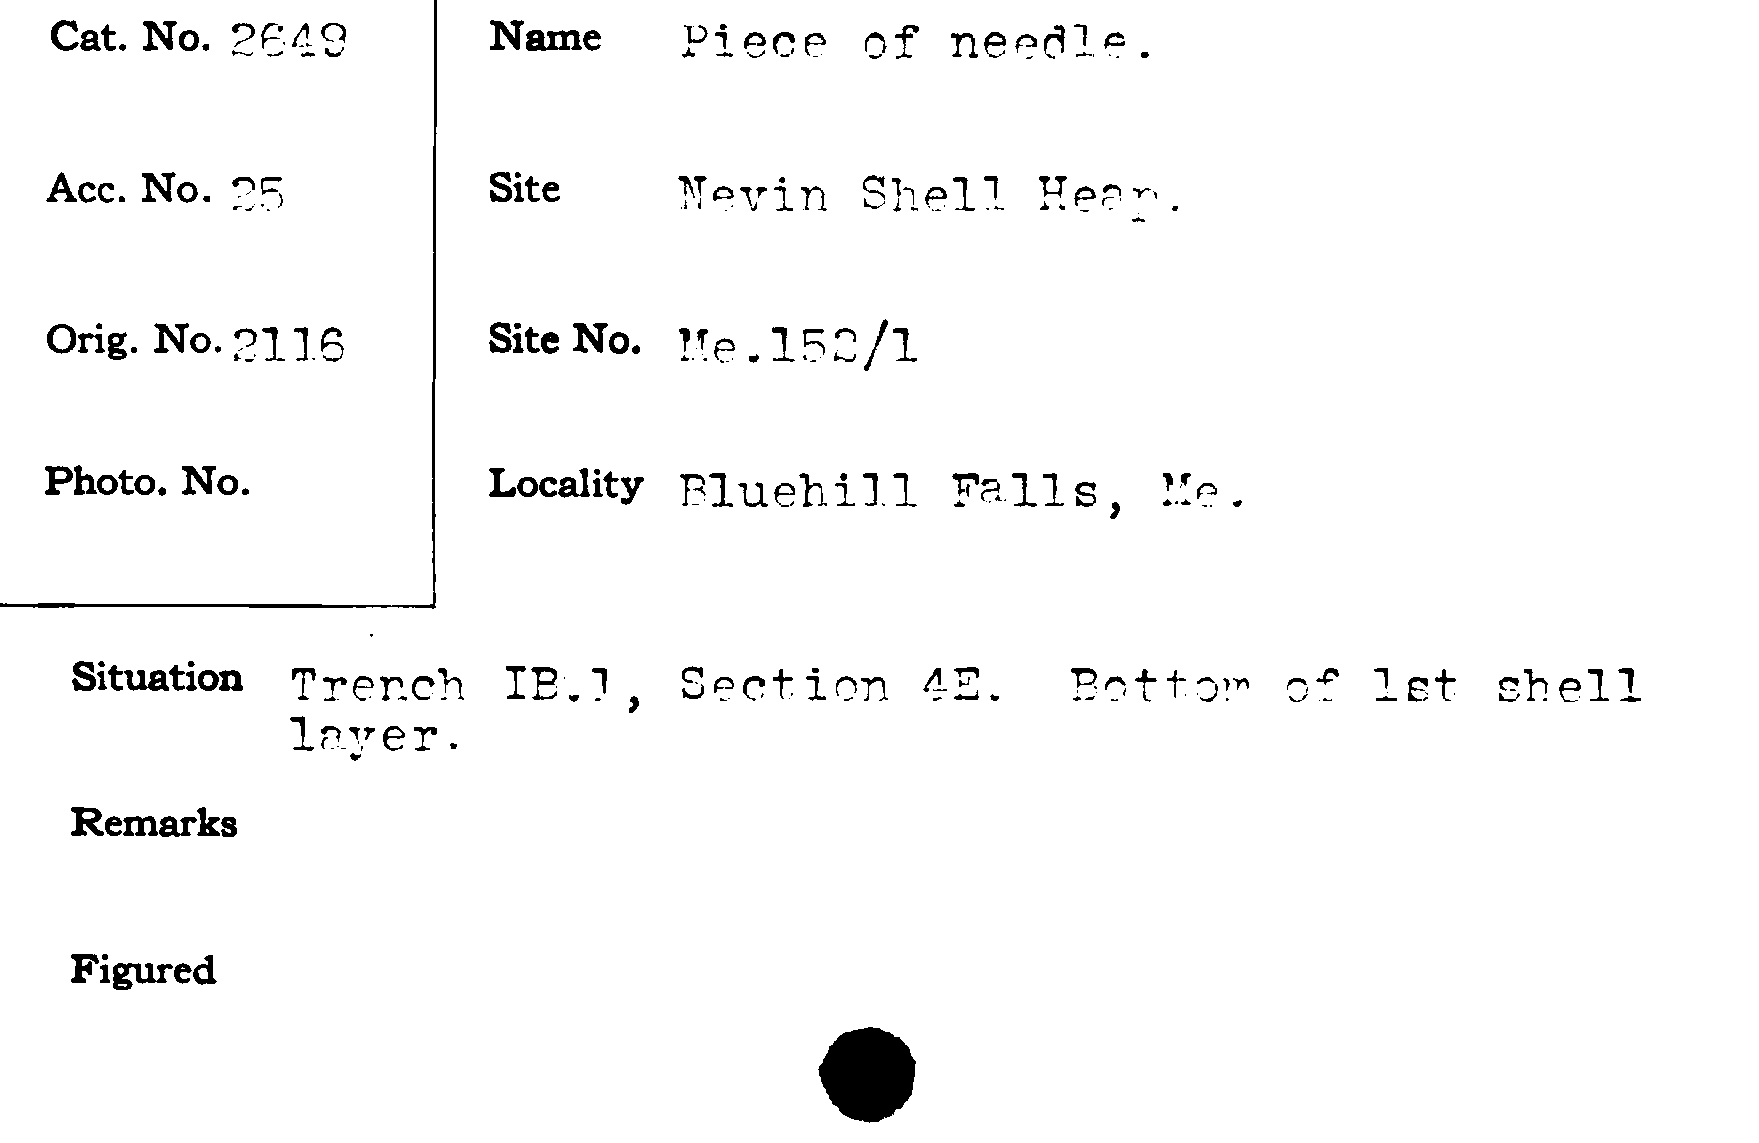 Cat. No. 2649
Name Piece of needle.
Acc. No. 25
Site Nevin Shell Heap.
Orig. No. 2116
Site No. Me.152/1
Photo. No.
Locality Bluehill Falls, Me.
Situation Trench IB.1, Section 4E. Bottom of 1st shell
layer.
Remarks
Figured